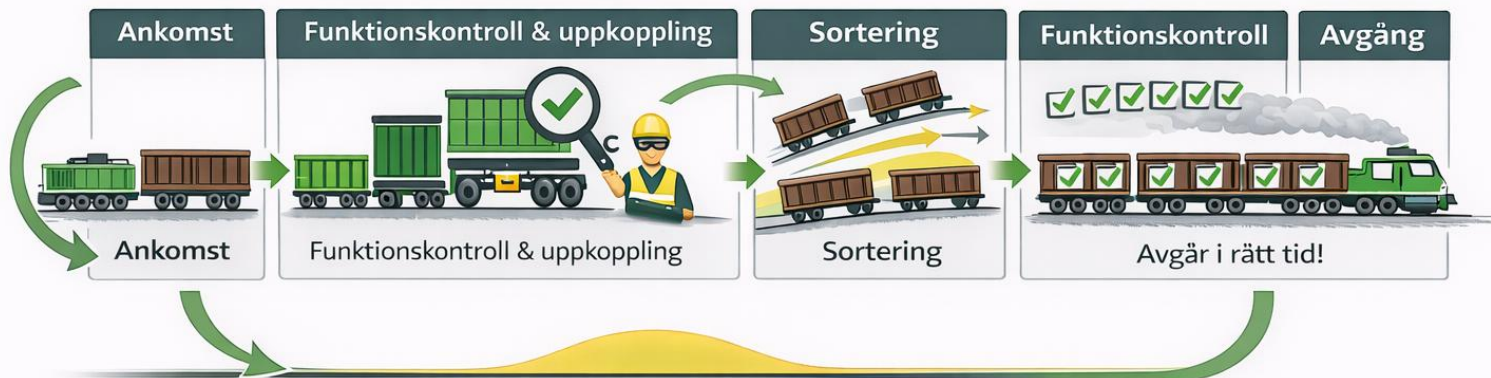 Ankomst
Funktionskontroll & uppkoppling
Sortering
Funktionskontroll
Avgång
C
Ankomst
Funktionskontroll & uppkoppling
Sortering
Avgår i rätt tid!